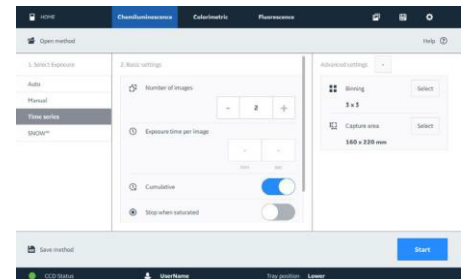 HOME
Chemiluminescence
Colorimetric
Fluorescence
Open method
Help
1. Select Exposure
2. Basic settings
Advanced settings
Auto
Manual
Time series
SNOW™
Number of images
- 2 +
Exposure time per image
Cumulative
Stop when saturated
Binning
Select
3 x 3
Capture area
Select
160 x 220 mm
Save method
Start
CCD Status
UserName
Tray position Lower